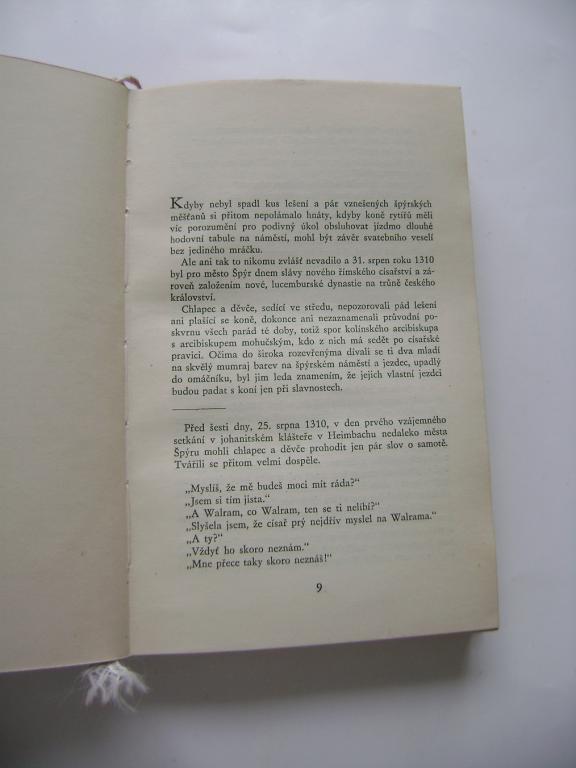 Kdyby nebyl spadl kus lešení a pár vznešených špýrských
měšťanů si přitom nepolámalo hnáty, kdyby koně rytířů měli
víc porozumění pro podivný úkol obsluhovat jízdmo dlouhé
hodovní tabule na náměstí, mohl být závěr svatebního veselí
bez jediného mráčku.
Ale ani tak to nikomu zvlášť nevadilo a 31. srpen roku 1310
byl pro město Špýr dnem slávy nového římského císařství a zá-
roveň založením nové, lucemburské dynastie na trůně českého
království.
Chlapec a děvče, sedící ve středu, nepozorovali pád lešení
ani plašící se koně, dokonce ani nezaznamenali průvodní po-
skvrnu všech parád té doby, totiž spor kolínského arcibiskupa
s arcibiskupem mohučským, kdo z nich má sedět po císařské
pravici. Očima do široka rozevřenýma dívali se ti dva mladí
na skvělý mumraj barev na špýrském náměstí a jezdec, upadlý
do omáčníku, byl jim leda znamením, že jejich vlastní jezdci
budou padat s koní jen při slavnostech.
Před šesti dny, 25. srpna 1310, v den prvého vzájemného
setkání v johanitském klášteře v Heimbachu nedaleko města
Špýru mohli chlapec a děvče prohodit jen pár slov o samotě.
Tvářili se přitom velmi dospěle.
„Myslíš, že mě budeš moci mít ráda?"
„Jsem si tím jista."
„A Walram, co Walram, ten se ti nelíbí?"
„Slyšela jsem, že císař prý nejdřív myslel na Walrama."
„A ty?"
„Vždyť ho skoro neznám."
„Mne přece taky skoro neznáš!"
9